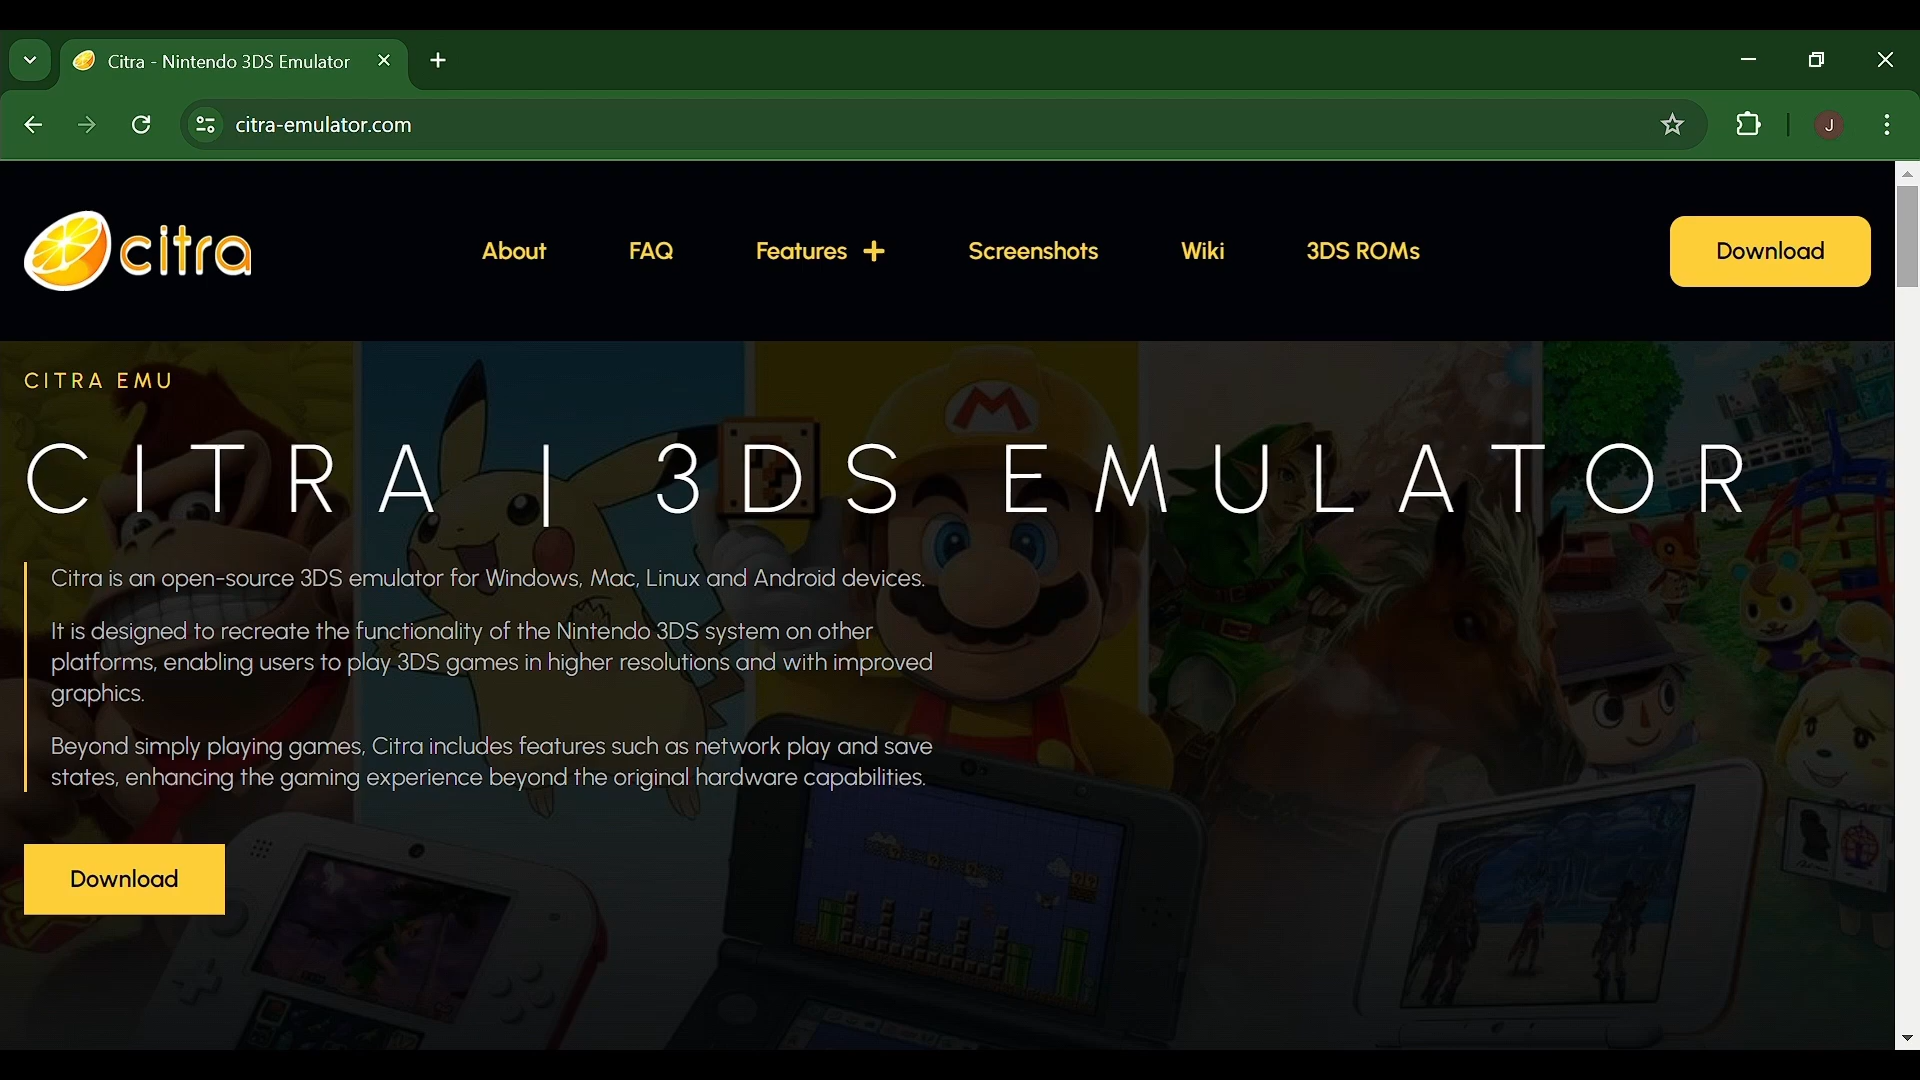 Citra - Nintendo 3DS Emulator
citra-emulator.com
J
citra
About
FAQ
Features
Screenshots
Wiki
3DS ROMs
Download
CITRA EMU
CITRA | 3DS EMULATOR
Citra is an open-source 3DS emulator for Windows, Mac, Linux and Android devices.
It is designed to recreate the functionality of the Nintendo 3DS system on other
platforms, enabling users to play 3DS games in higher resolutions and with improved
graphics.
Beyond simply playing games, Citra includes features such as network play and save
states, enhancing the gaming experience beyond the original hardware capabilities.
Download